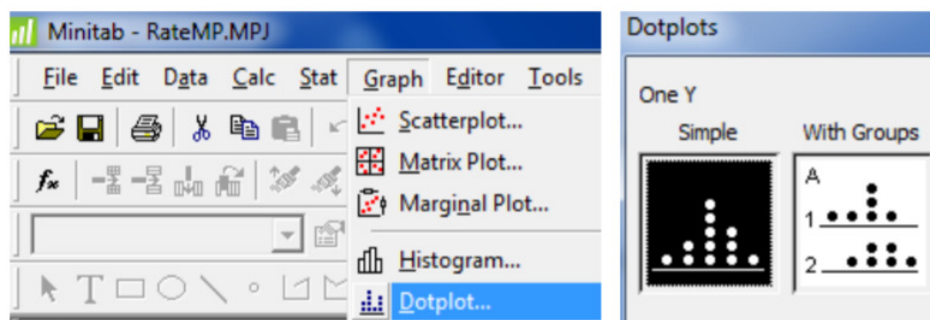 Minitab - RateMP.MPJ
File Edit Data Calc Stat Graph Editor Tools
Scatterplot...
Matrix Plot...
Marginal Plot...
Histogram...
Dotplot...
Dotplots
One Y
Simple With Groups
A
1
2